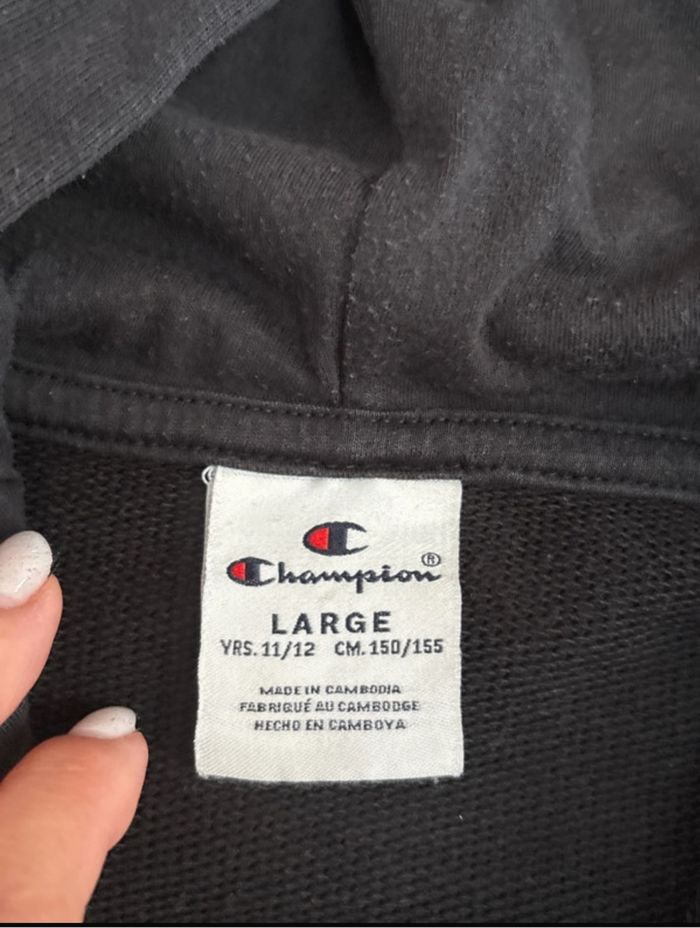 Champion®
LARGE
YRS. 11/12 CM. 150/155
MADE IN CAMBODIA
FABRIQUÉ AU CAMBODGE
HECHO EN CAMBOYA